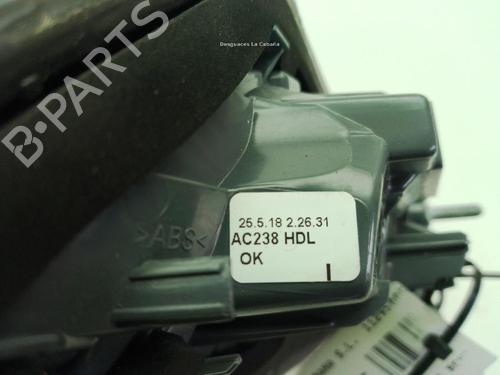 Desguaces La Cabaña
B-PARTS
>ABS<
25.5.18 2.26.31
AC238 HDL
OK
I